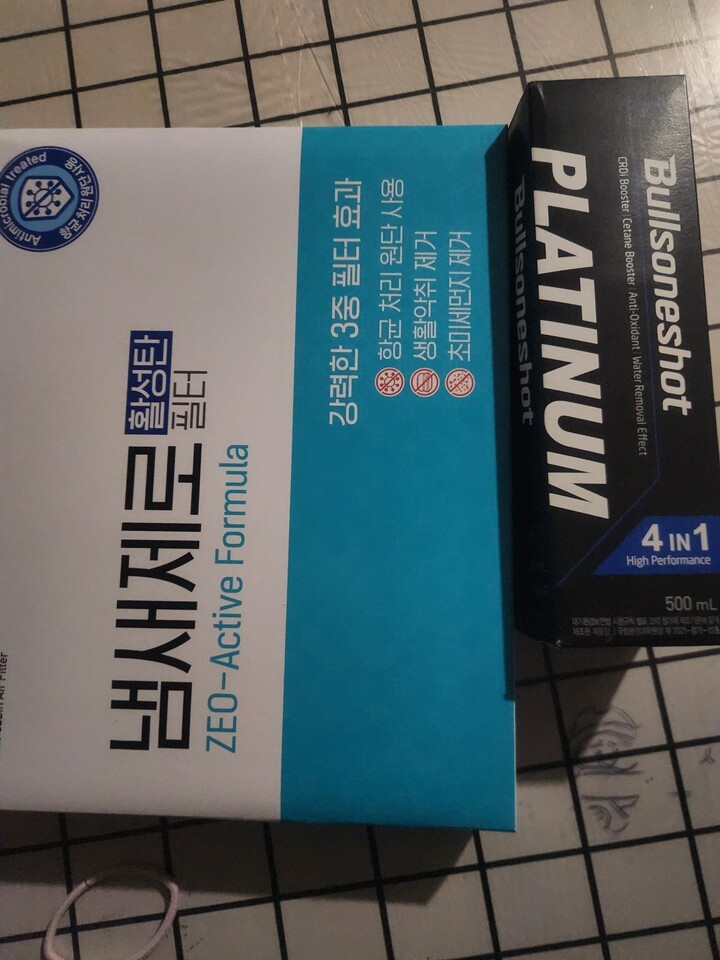 Antimicrobial treated
항균 처리 원단 사용
냄새제로
활성탄
필터
ZEO-Active Formula
강력한 3중 필터 효과
항균 처리 원단 사용
생활악취 제거
초미세먼지 제거
Air Filter
Bullsoneshot
Bullsoneshot
CRDi Booster | Cetane Booster | Anti-Oxidant | Water Removal Effect
PLATINUM
4 IN 1
High Performance
500 mL